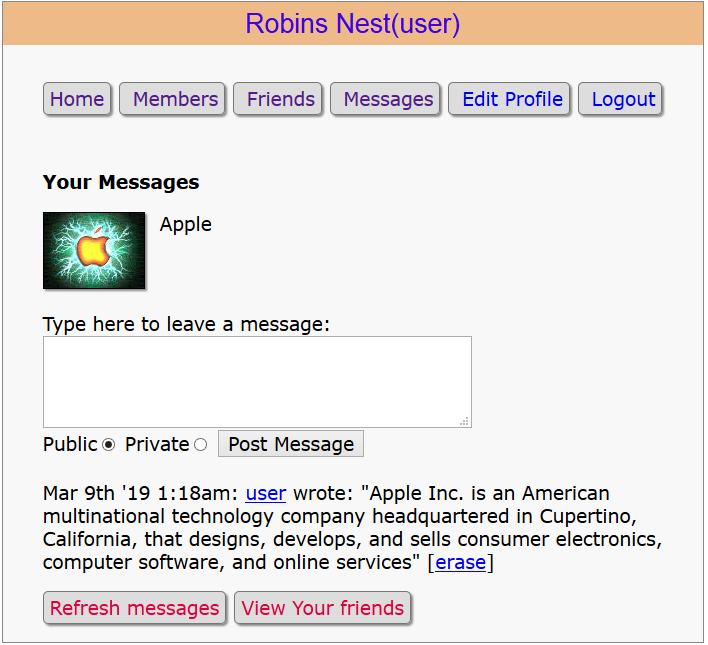 Robins Nest(user)
Home Members Friends Messages Edit Profile Logout
Your Messages
Apple
Type here to leave a message:
Public Private Post Message
Mar 9th '19 1:18am: user wrote: "Apple Inc. is an American
multinational technology company headquartered in Cupertino,
California, that designs, develops, and sells consumer electronics,
computer software, and online services" [erase]
Refresh messages View Your friends